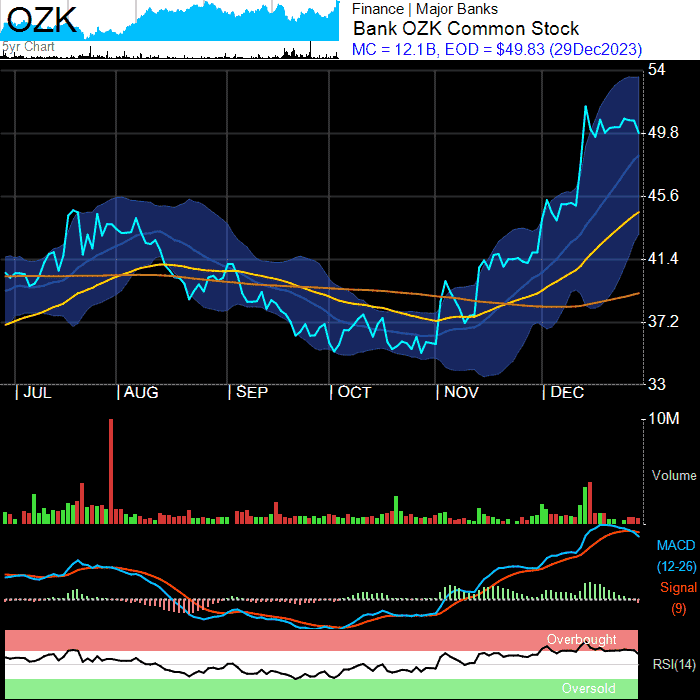 OZK
5yr Chart
Finance | Major Banks
Bank OZK Common Stock
MC = 12.1B, EOD = $49.83 (29Dec2023)
54
49.8
45.6
41.4
37.2
33
| JUL | AUG | SEP | OCT | NOV | DEC
10M
Volume
MACD
(12-26)
Signal
(9)
Overbought
RSI(14)
Oversold